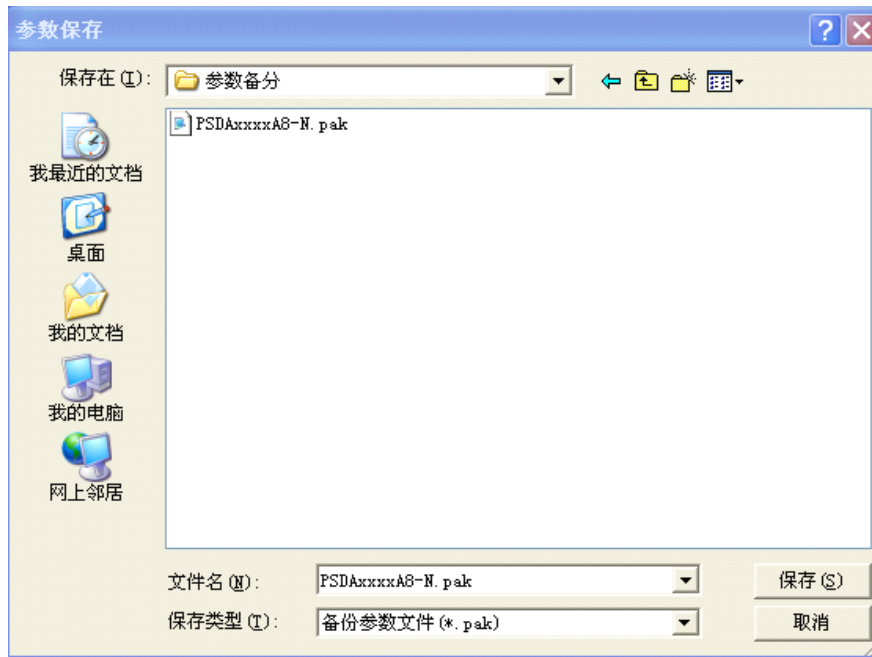 参数保存
保存在(I):
参数备分
PSDAxxxxA8-N.pak
我最近的文档
桌面
我的文档
我的电脑
网上邻居
文件名(N):
PSDAxxxxA8-N.pak
保存(S)
保存类型(T):
备份参数文件(*.pak)
取消